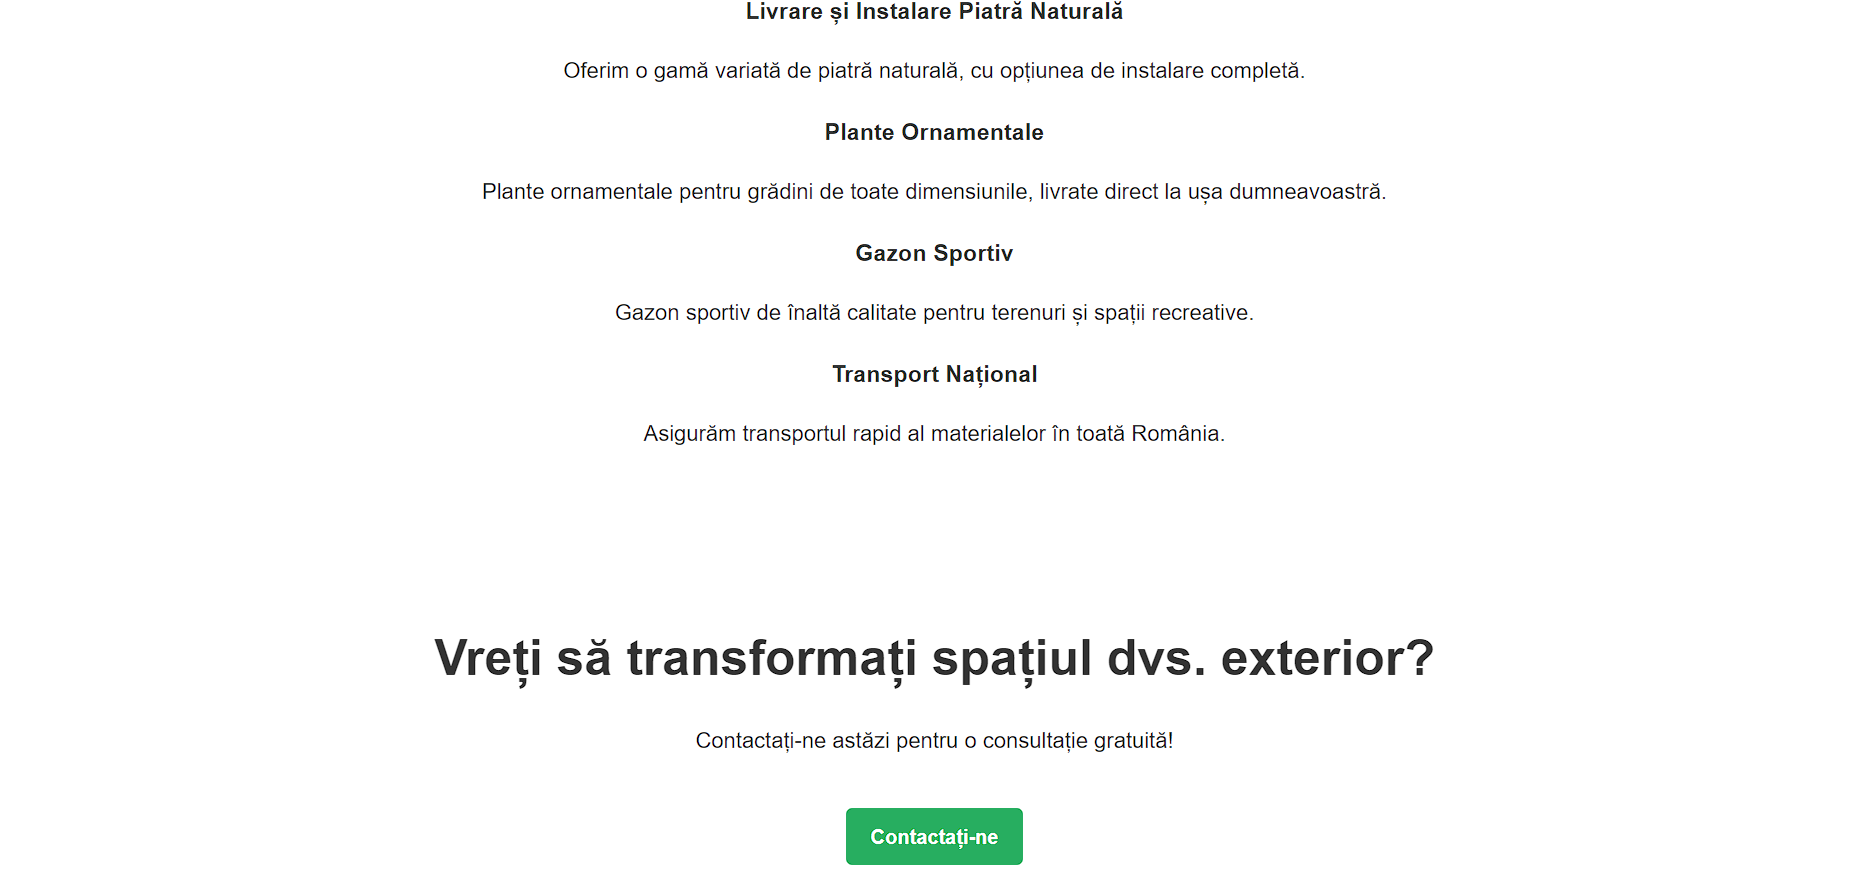 Livrare și Instalare Piatră Naturală
Oferim o gamă variată de piatră naturală, cu opțiunea de instalare completă.
Plante Ornamentale
Plante ornamentale pentru grădini de toate dimensiunile, livrate direct la ușa dumneavoastră.
Gazon Sportiv
Gazon sportiv de înaltă calitate pentru terenuri și spații recreative.
Transport Național
Asigurăm transportul rapid al materialelor în toată România.
Vreți să transformați spațiul dvs. exterior?
Contactați-ne astăzi pentru o consultație gratuită!
Contactați-ne